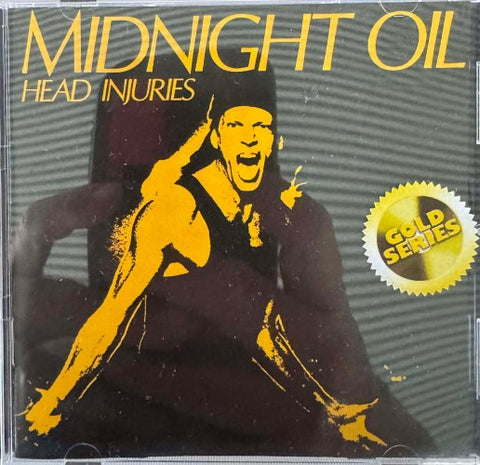 MIDNIGHT OIL
HEAD INJURIES
GOLD
SERIES